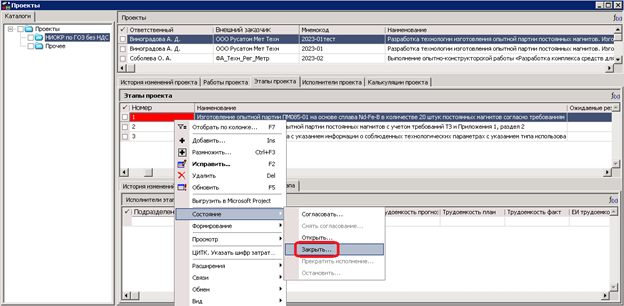 Проекты
Каталоги
Проекты
НИОКР по ГОЗ без НДС
Прочее
Проекты
Ответственный Внешний заказчик Мнемокод Наименование
Виноградова А. Д. ООО Русатом Мет Техн 2023-01тест Разработка технологии изготовления опытной партии постоянных магнитов. Изго
Виноградова А. Д. ООО Русатом Мет Техн 2023-01 Разработка технологии изготовления опытной партии постоянных магнитов. Изго
Соболева О. А. ФА_Техн_Рег_Метр 2023-02 Выполнение опытно-конструкторской работы «Разработка комплекса средств для
История изменений проекта Работы проекта Этапы проекта Исполнители проекта Калькуляции проекта
Этапы проекта
Номер Наименование Ожидаемые рез
1 Изготовление опытной партии ПМ085-01 на основе сплава Nd-Fe-B в количестве 20 штук постоянных магнитов согласно требованиям
2 опытной партии постоянных магнитов с учетом требований ТЗ и Приложения 1, раздел 2
3 с указанием информации о соблюденных технологических параметрах с указанием типа использова
Отобрать по колонке... F7
Добавить... Ins
Размножить... Ctrl+F3
Исправить... F2
Удалить Del
Обновить F5
Выгрузить в Microsoft Project
Состояние
Формирование
Просмотр
ЦИТК. Указать шифр затрат...
Расширения
Связи
Обмен
Вид
Согласовать...
Снять согласование...
Открыть...
Закрыть...
Прекратить исполнение...
Остановить...
История изменени
Исполнители этап
Подразделен Трудоемкость прогноз Трудоемкость план Трудоемкость факт ЕИ трудоемк